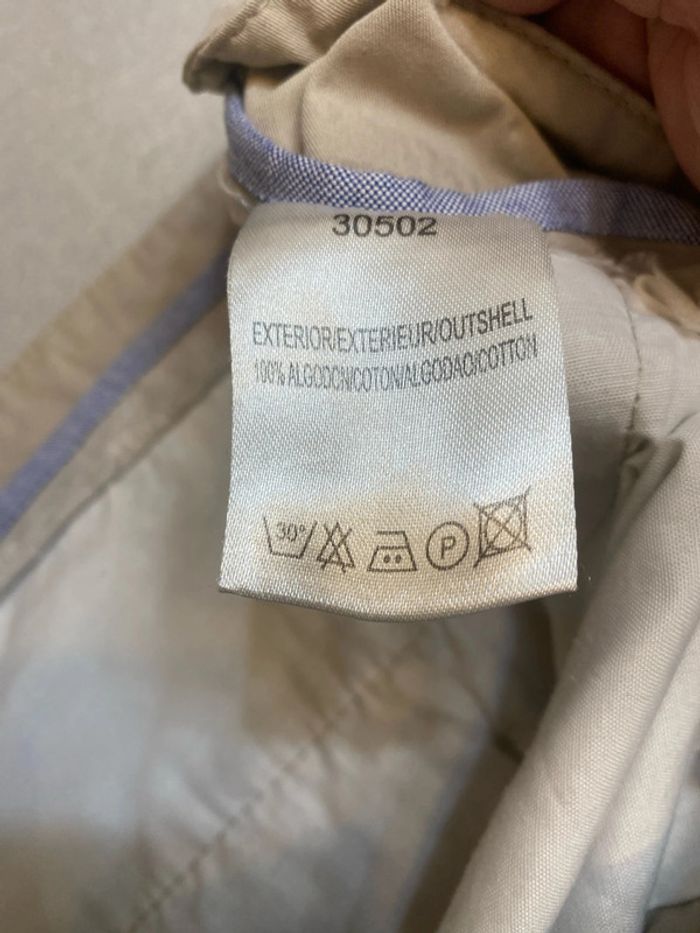 30502
EXTERIOR/EXTERIEUR/OUTSHELL
100% ALGODON/COTON/ALGODAO/COTTON
30° P